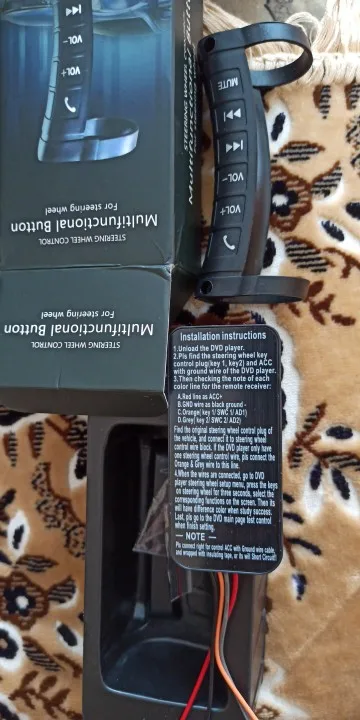 VOL-
VOL+
STEERING WHEEL CONTROL
Multifunctional Button
For steering wheel
STEERING WHEEL
Multifunctional Button
STEERING WHEEL CONTROL
Multifunctional Button
For steering wheel
MUTE
VOL-
VOL+
Installation instructions
1.Unload the DVD player.
2.Pls find the steering wheel key
control plug(key 1, key2) and ACC
with ground wire of the DVD player.
3.Then checking the note of each
color line for the remote receiver:
A.Red line as ACC+
B.GND wire as black ground -
C.Orange( key 1/ SWC 1/ AD1)
D.Grey( key 2/ SWC 2/ AD2)
Find the original steering wheel control plug of
the vehicle, and connect it to steering wheel
control wire block. If the DVD player only have
one steering wheel control wire, pls connect the
Orange & Grey wire to this line.
4.When the wires are connected, go to DVD
player steering wheel setup menu, press the keys
on steering wheel for three seconds, select the
corresponding functions on the screen. Then its
will have difference color when study success.
Last, pls go to the DVD main page test control
when finish setting.
— NOTE —
Pls connect right for control ACC with Ground wire cable,
and wrapped with insulating tape, or its will Short Circuit!